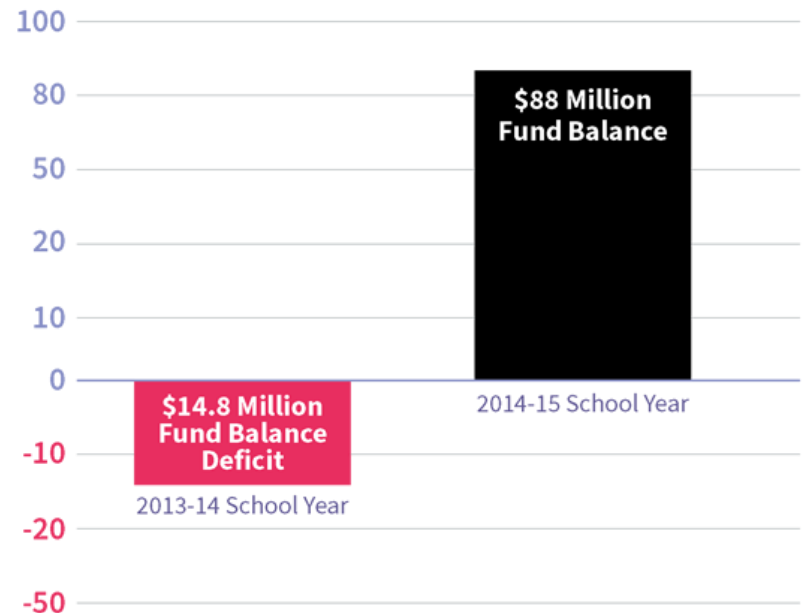 100
80
50
20
10
0
-10
-20
-50
$88 Million
Fund Balance
2014-15 School Year
$14.8 Million
Fund Balance
Deficit
2013-14 School Year